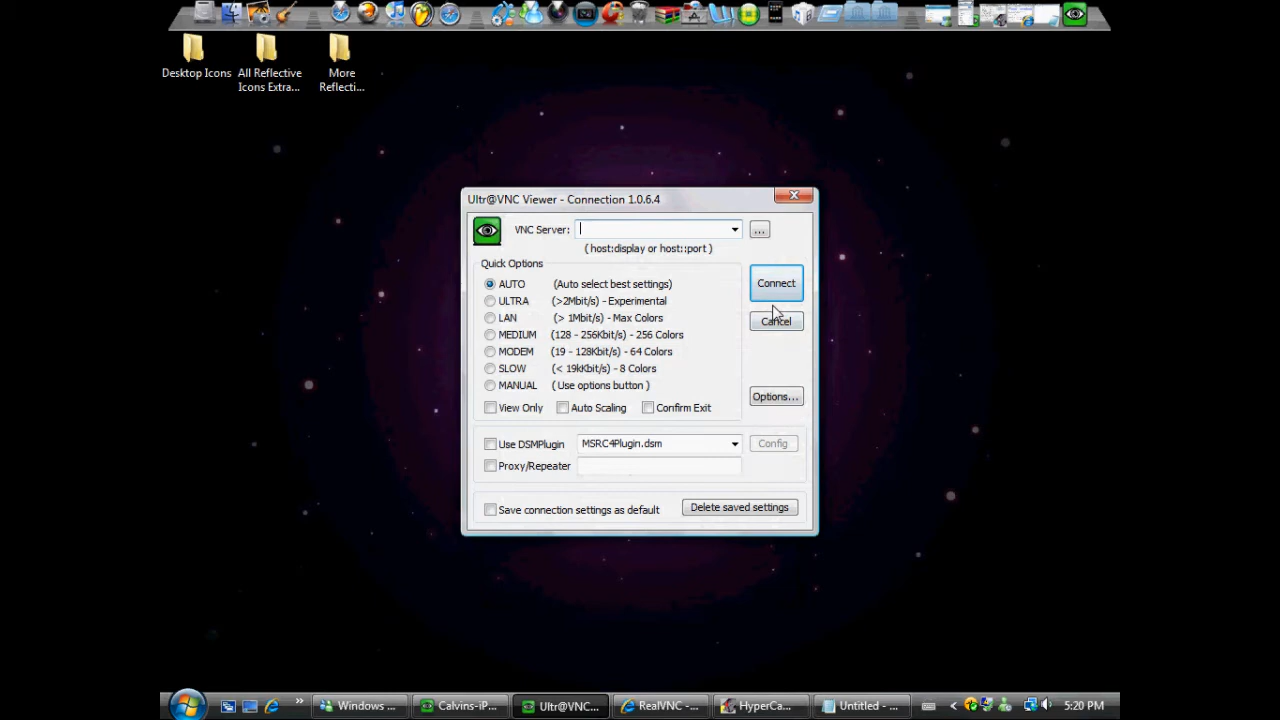 Desktop Icons
All Reflective
Icons Extra...
More
Reflecti...
Ultr@VNC Viewer - Connection 1.0.6.4
VNC Server:
...
( host:display or host::port )
Quick Options
AUTO (Auto select best settings)
ULTRA (>2Mbit/s) - Experimental
LAN (> 1Mbit/s) - Max Colors
MEDIUM (128 - 256Kbit/s) - 256 Colors
MODEM (19 - 128Kbit/s) - 64 Colors
SLOW (< 19kKbit/s) - 8 Colors
MANUAL ( Use options button )
View Only Auto Scaling Confirm Exit
Connect
Cancel
Options...
Use DSMPlugin MSRC4Plugin.dsm Config
Proxy/Repeater
Save connection settings as default Delete saved settings
Windows ... Calvins-iP... Ultr@VNC... RealVNC - ... HyperCa... Untitled - ... 5:20 PM